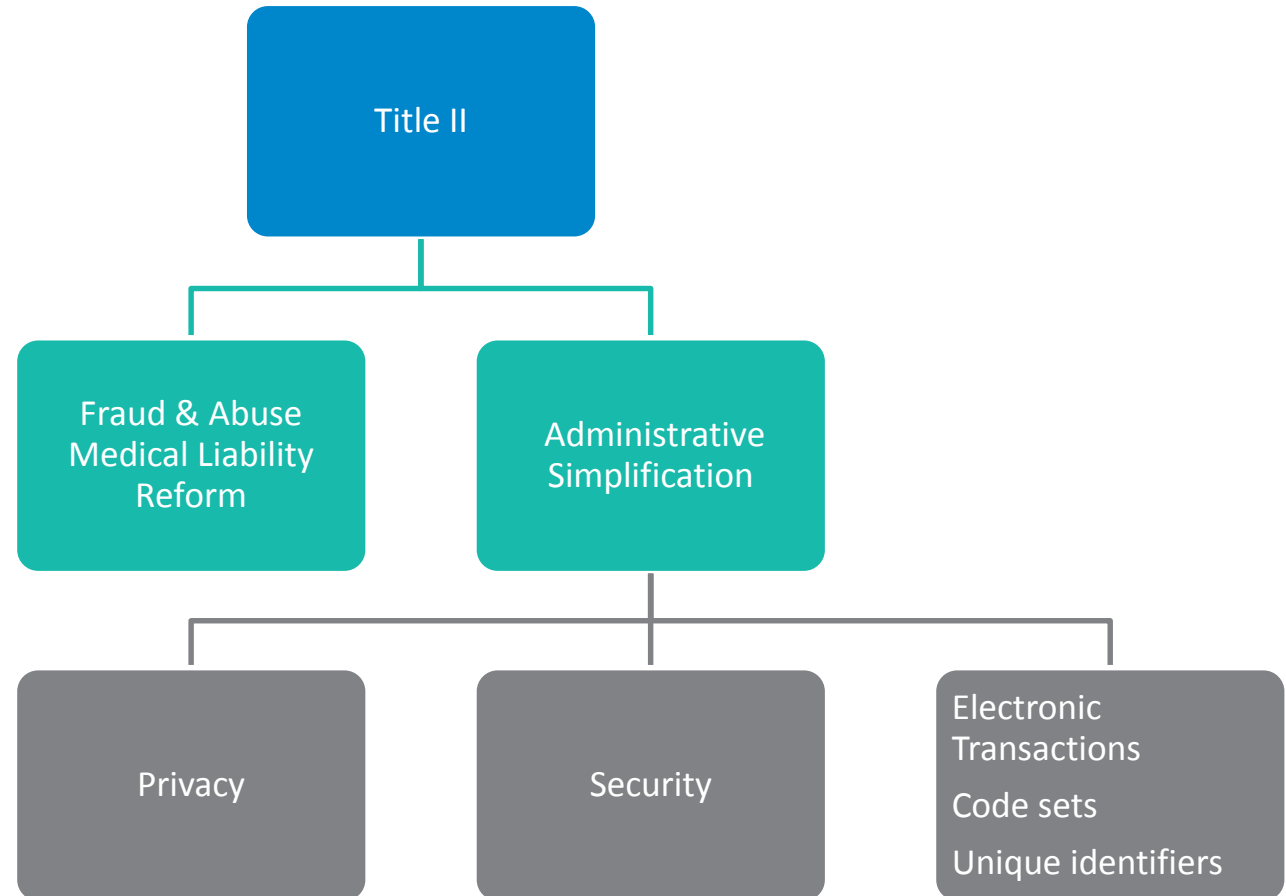 Title II
Fraud & Abuse
Medical Liability
Reform
Administrative
Simplification
Privacy
Security
Electronic
Transactions
Code sets
Unique identifiers